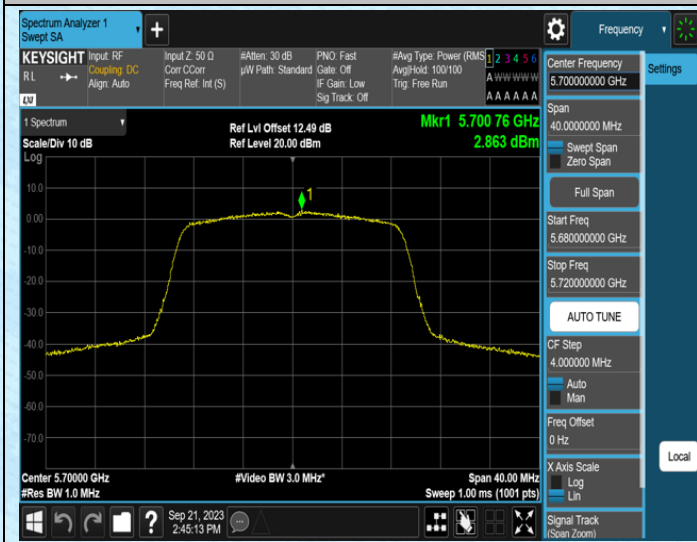 Spectrum Analyzer 1
Swept SA
Frequency
KEYSIGHT
RL
LXI
Input: RF
Coupling: DC
Align: Auto
Input Z: 50 Ω
Corr CCorr
Freq Ref: Int (S)
#Atten: 30 dB
µW Path: Standard
PNO: Fast
Gate: Off
IF Gain: Low
Sig Track: Off
#Avg Type: Power (RMS
Avg|Hold: 100/100
Trig: Free Run
1 2 3 4 5 6
A W W W W W
A A A A A A
1 Spectrum
Scale/Div 10 dB
Log
Ref Lvl Offset 12.49 dB
Ref Level 20.00 dBm
Mkr1 5.700 76 GHz
2.863 dBm
1
10.0
0.00
-10.0
-20.0
-30.0
-40.0
-50.0
-60.0
-70.0
Center 5.70000 GHz
#Res BW 1.0 MHz
#Video BW 3.0 MHz*
Span 40.00 MHz
Sweep 1.00 ms (1001 pts)
Sep 21, 2023
2:45:13 PM
?
Center Frequency
5.700000000 GHz
Settings
Span
40.0000000 MHz
Swept Span
Zero Span
Full Span
Start Freq
5.680000000 GHz
Stop Freq
5.720000000 GHz
AUTO TUNE
CF Step
4.000000 MHz
Auto
Man
Freq Offset
0 Hz
X Axis Scale
Log
Lin
Local
Signal Track
(Span Zoom)